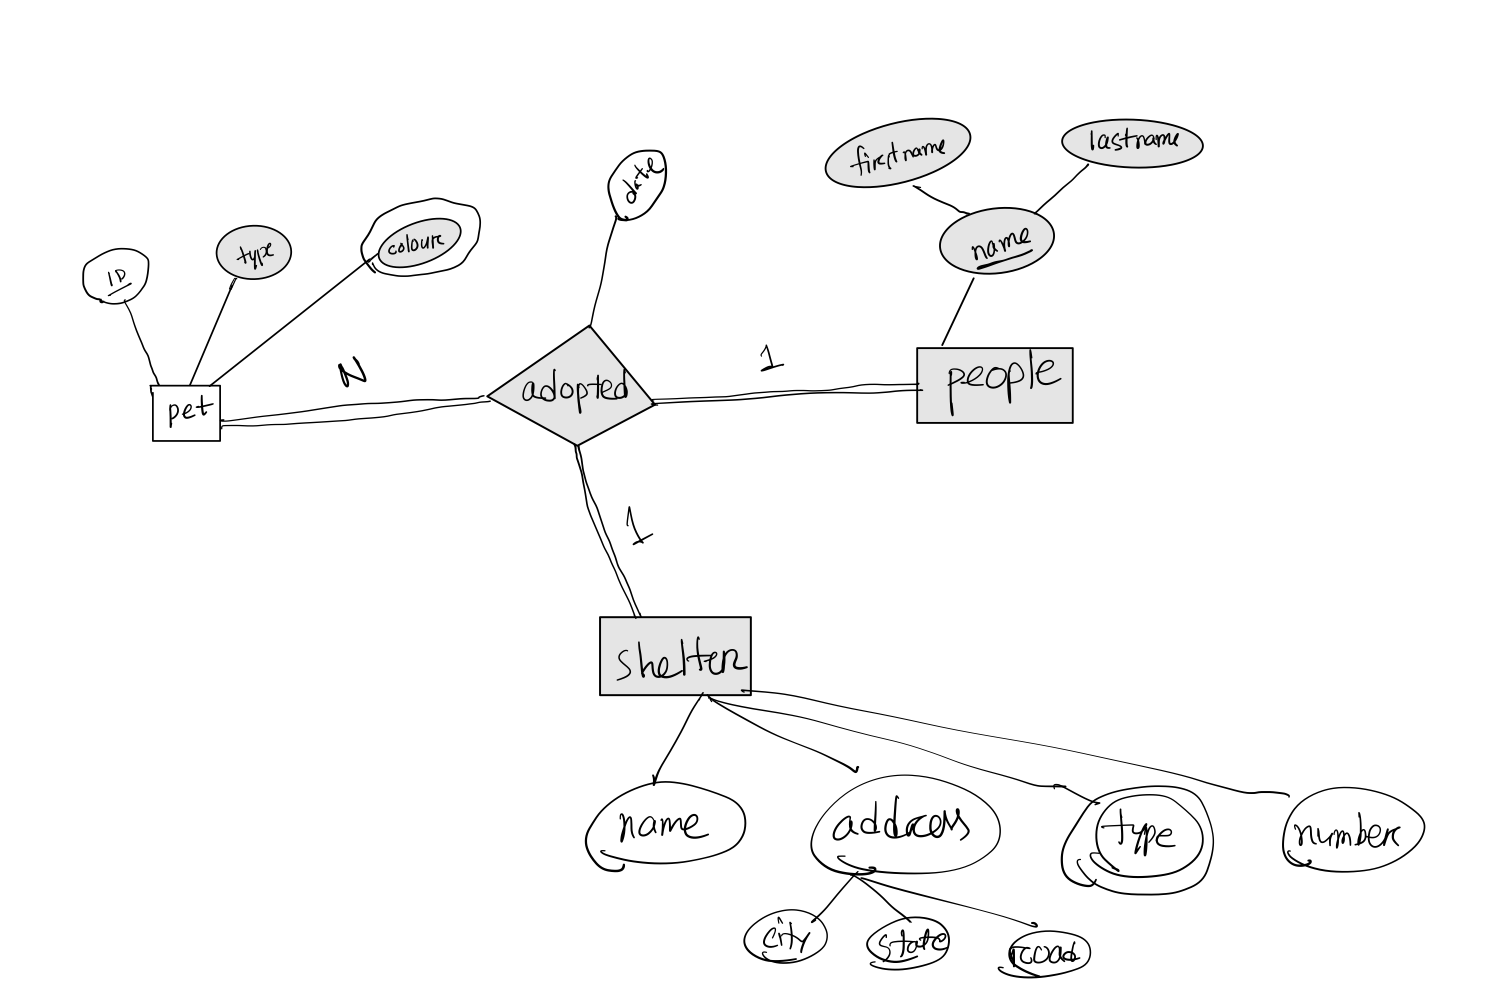 date
firstname
lastname
ID
type
colour
name
N
1
adopted
people
pet
1
shelter
name
address
type
number
city
state
road